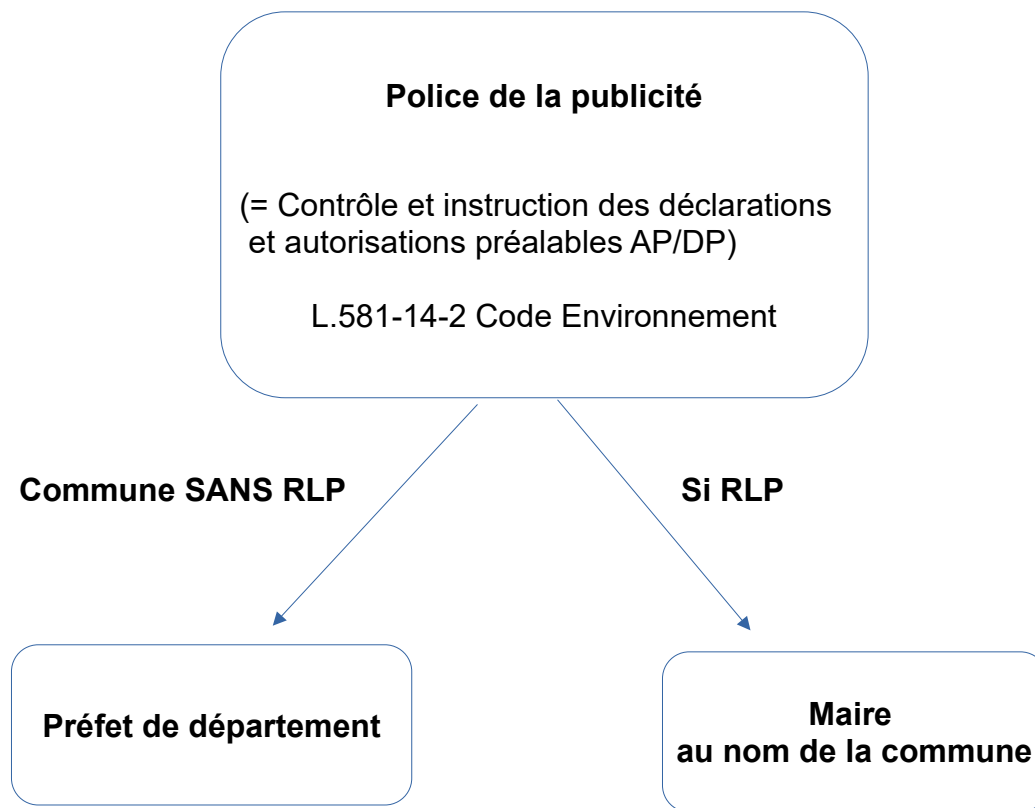 Police de la publicité
(= Contrôle et instruction des déclarations
et autorisations préalables AP/DP)
L.581-14-2 Code Environnement
Commune SANS RLP
Si RLP
Préfet de département
Maire
au nom de la commune